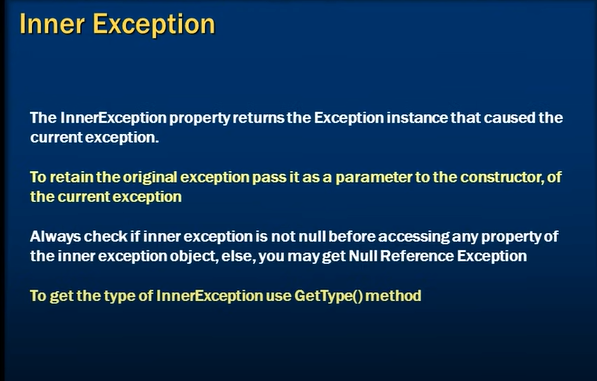 Inner Exception
The InnerException property returns the Exception instance that caused the
current exception.
To retain the original exception pass it as a parameter to the constructor, of
the current exception
Always check if inner exception is not null before accessing any property of
the inner exception object, else, you may get Null Reference Exception
To get the type of InnerException use GetType() method